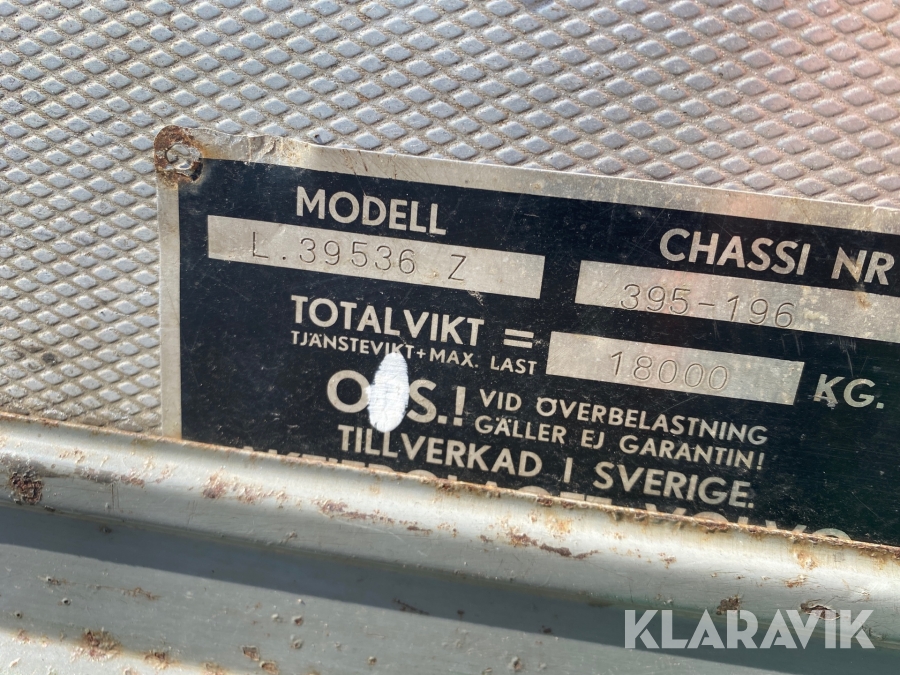 MODELL
CHASSI NR
L.39536 Z
395-196
TOTALVIKT =
TJÄNSTEVIKT+MAX. LAST
18000 KG.
VID ÖVERBELASTNING
GÄLLER EJ GARANTIN!
TILLVERKAD I SVERIGE.
KLARAVIK